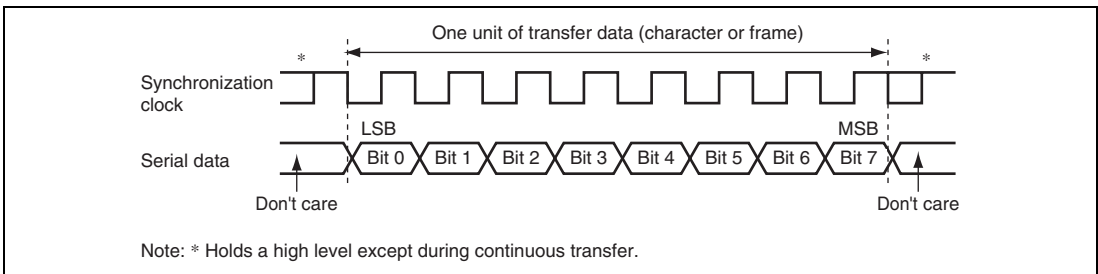 One unit of transfer data (character or frame)
* *
Synchronization
clock
LSB MSB
Serial data Bit 0 Bit 1 Bit 2 Bit 3 Bit 4 Bit 5 Bit 6 Bit 7
Don't care Don't care
Note: * Holds a high level except during continuous transfer.